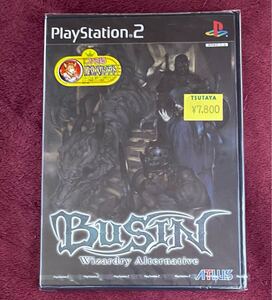 PlayStation.2
TSUTAYA
¥7,800
BUSIN
Wizardry Alternative
ATLUS